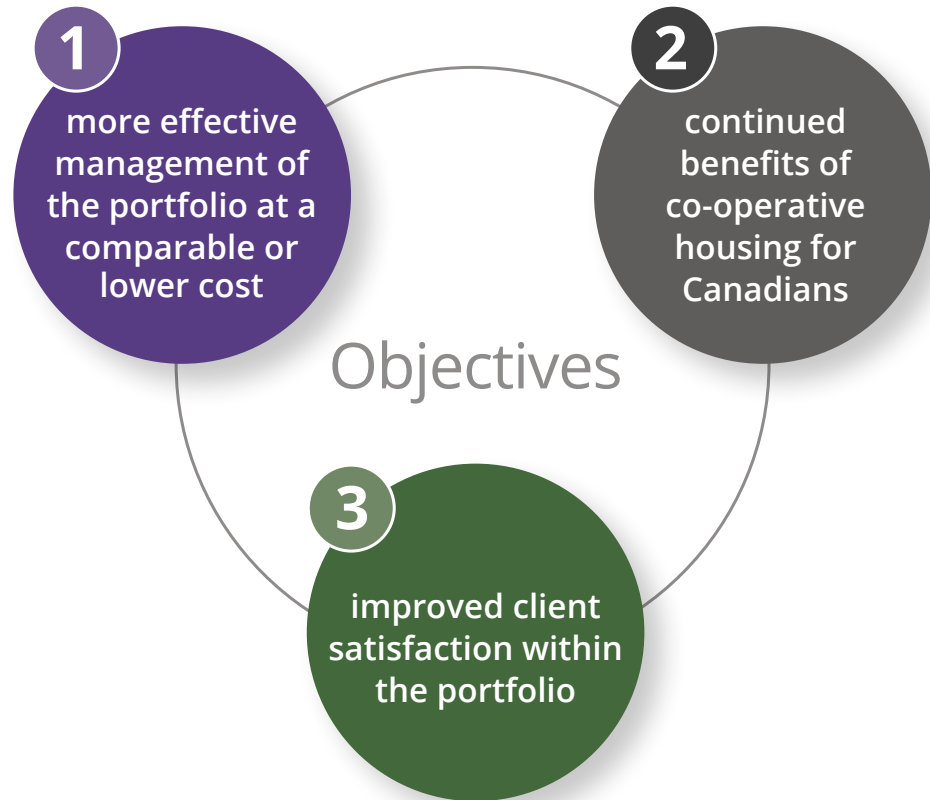 1
more effective
management of
the portfolio at a
comparable or
lower cost
2
continued
benefits of
co-operative
housing for
Canadians
Objectives
3
improved client
satisfaction within
the portfolio